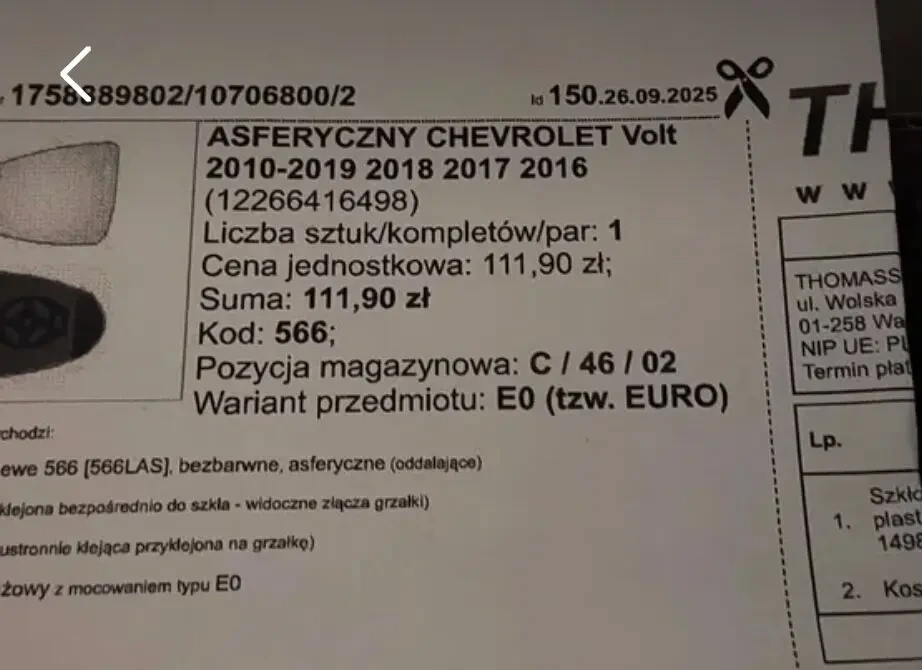 1758889802/10706800/2
Id 150.26.09.2025
ASFERYCZNY CHEVROLET Volt
2010-2019 2018 2017 2016
(12266416498)
Liczba sztuk/kompletów/par: 1
Cena jednostkowa: 111,90 zł;
Suma: 111,90 zł
Kod: 566;
Pozycja magazynowa: C / 46 / 02
Wariant przedmiotu: E0 (tzw. EURO)
chodzi:
ewe 566 [566LAS], bezbarwne, asferyczne (oddalające)
klejona bezpośrednio do szkła - widoczne złącza grzałki)
ustronnie klejąca przyklejona na grzałkę)
żowy z mocowaniem typu E0
TH
w w
THOMASS
ul. Wolska
01-258 Wa
NIP UE: PL
Termin płat
Lp.
1. Szkło
plast
1498
2. Kos